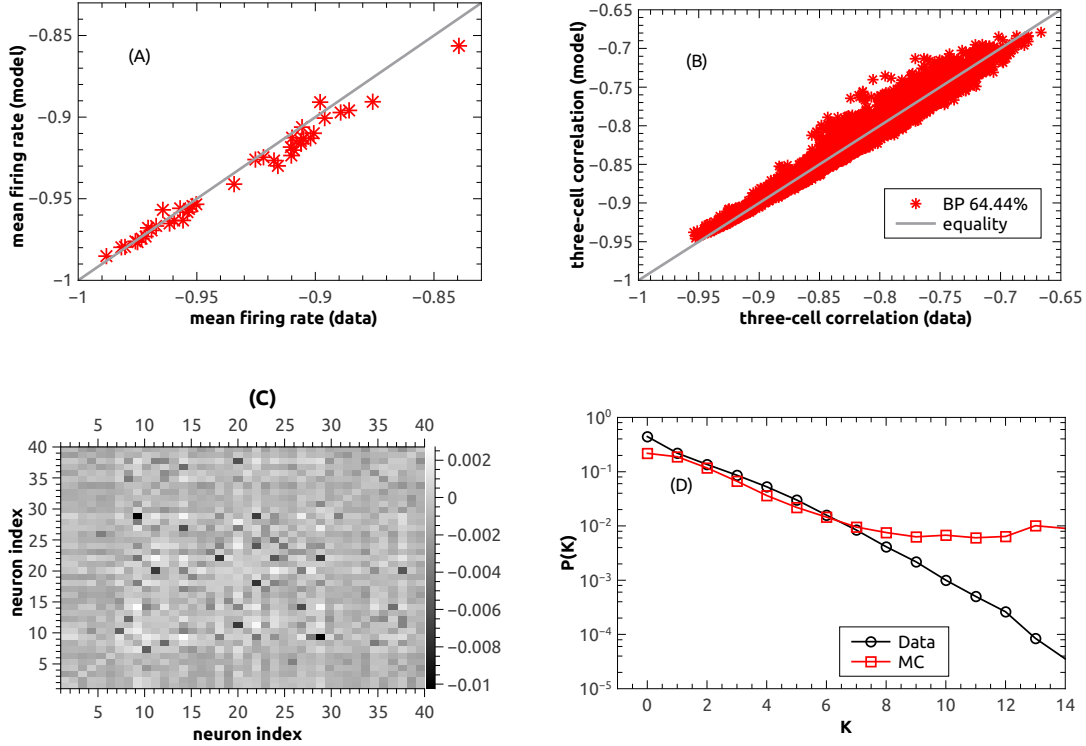 (A)
mean firing rate (model)
−0.85
−0.9
−0.95
−1
−1 −0.95 −0.9 −0.85
mean firing rate (data)
(B)
three-cell correlation (model)
−0.65
−0.7
−0.75
−0.8
−0.85
−0.9
−0.95
−1
BP 64.44%
equality
−1 −0.95 −0.9 −0.85 −0.8 −0.75 −0.7 −0.65
three-cell correlation (data)
(C)
5 10 15 20 25 30 35 40
neuron index
40
35
30
25
20
15
10
5
0.002
0
−0.002
−0.004
−0.006
−0.008
−0.01
5 10 15 20 25 30 35 40
neuron index
(D)
P(K)
10⁰
10⁻¹
10⁻²
10⁻³
10⁻⁴
10⁻⁵
Data
MC
0 2 4 6 8 10 12 14
K